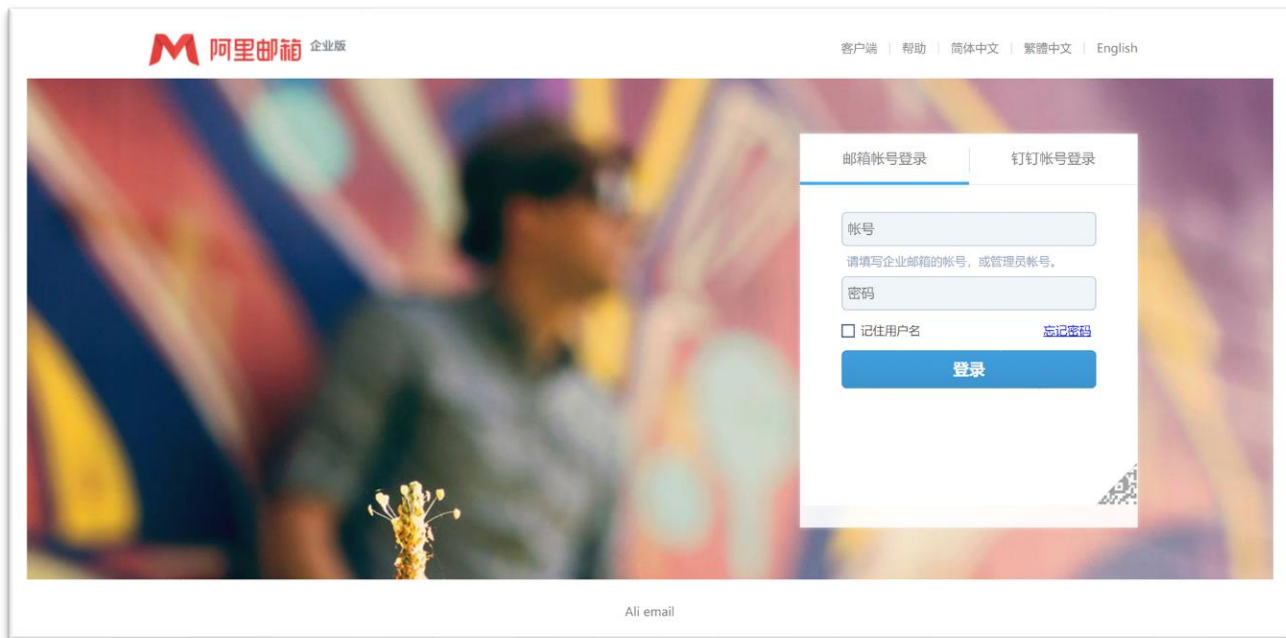 阿里邮箱 企业版
客户端 | 帮助 | 简体中文 | 繁體中文 | English
邮箱帐号登录 钉钉帐号登录
帐号
请填写企业邮箱的帐号，或管理员帐号。
密码
记住用户名 忘记密码
登录
Ali email